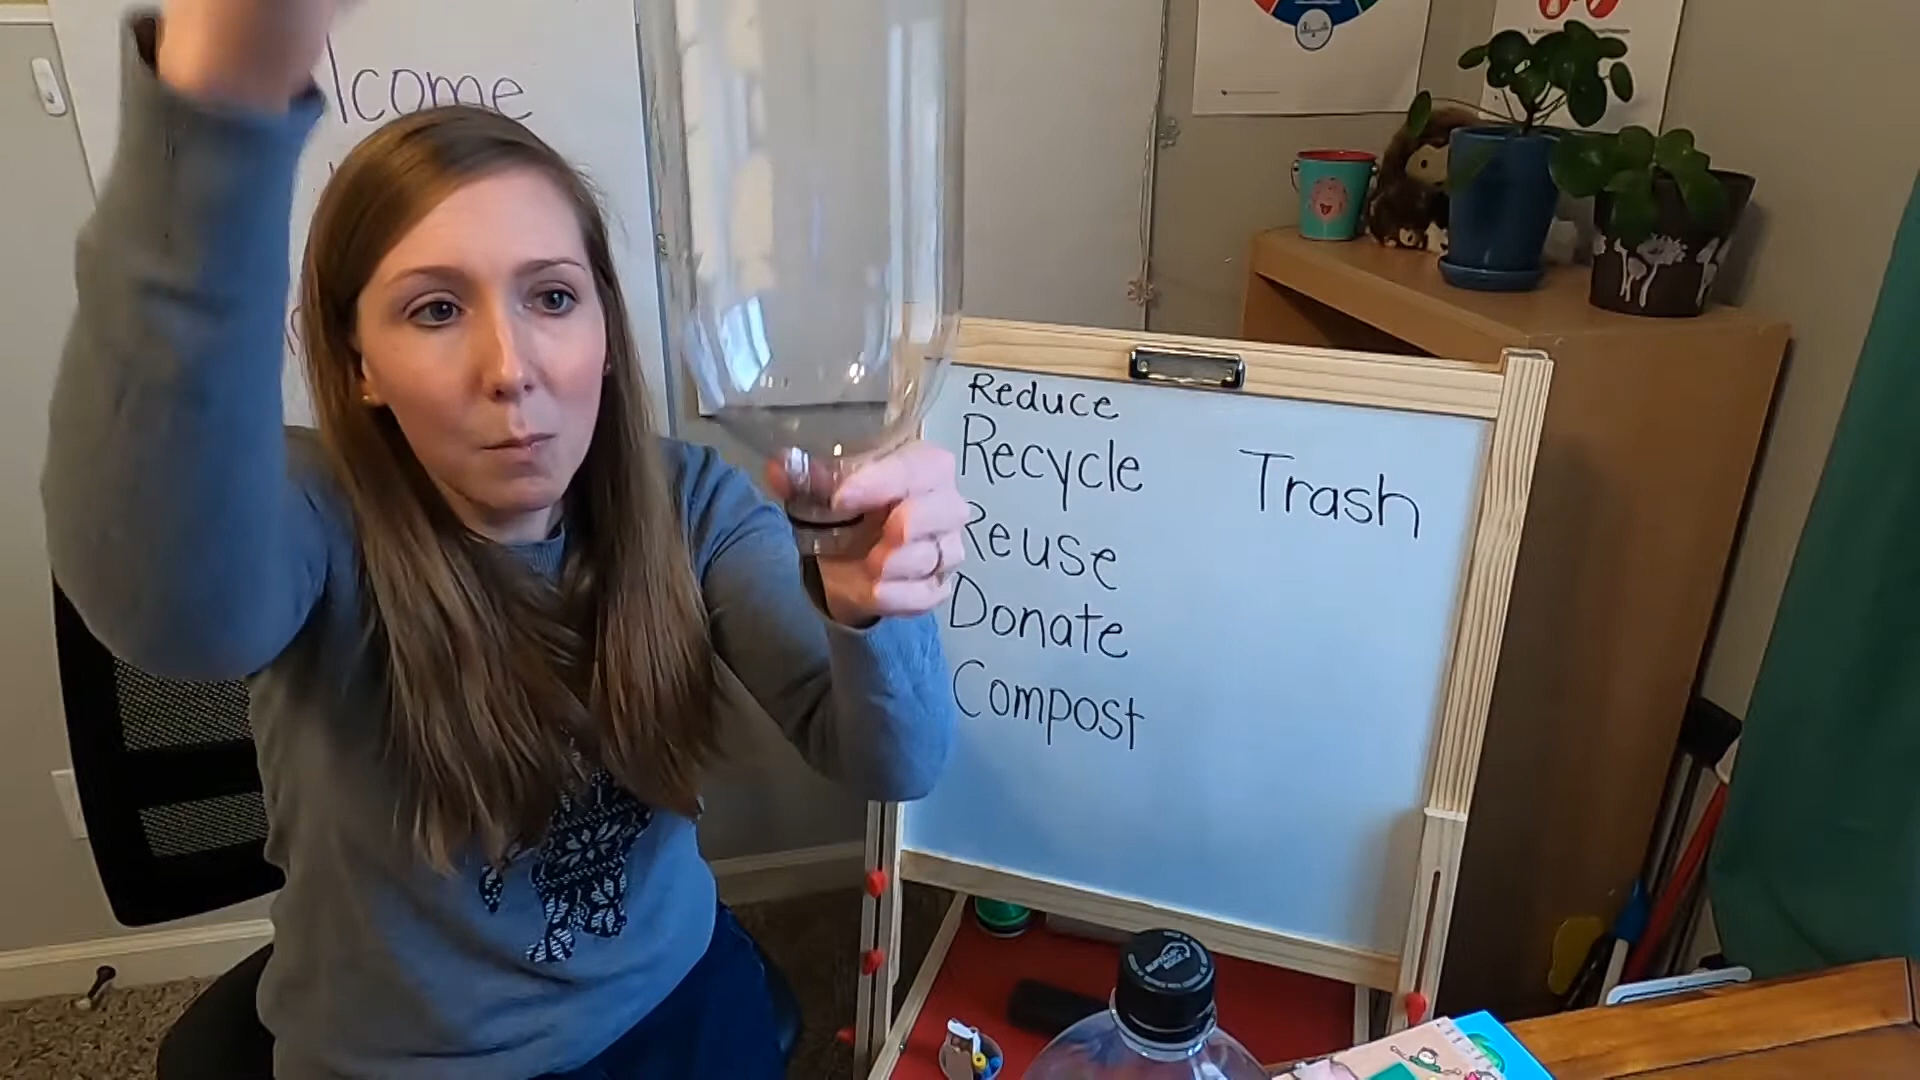 lcome
Reduce
Recycle
Trash
Reuse
Donate
Compost